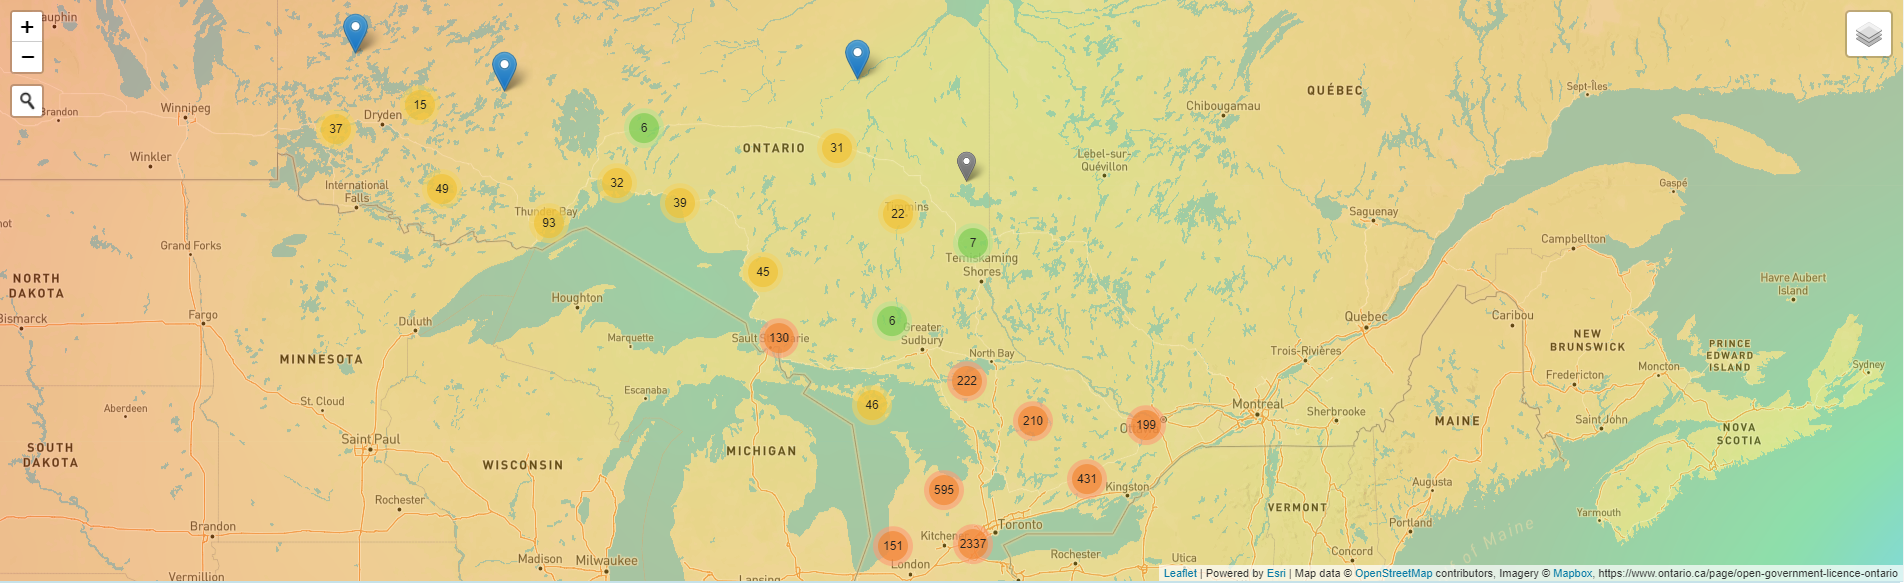 auphin
+
−
Brandon
Winnipeg
Winkler
37
15
Dryden
6
ONTARIO
31
QUÉBEC
Chibougamau
Sept-Îles
Lebel-sur-
Quévillon
International
Falls
49
32
39
Thunder Bay
93
22
7
Temiskaming
Shores
Saguenay
Gaspé
Campbellton
Grand Forks
NORTH
DAKOTA
Bismarck
Fargo
45
Houghton
Duluth
Marquette
130
6
Greater
Sudbury
North Bay
222
Quebec
Trois-Rivières
Caribou
NEW
BRUNSWICK
Fredericton
Moncton
PRINCE
EDWARD
ISLAND
Havre Aubert
Island
Sydney
MINNESOTA
Escanaba
46
210
199
Montreal
Sherbrooke
MAINE
Saint John
NOVA
SCOTIA
Aberdeen
St. Cloud
Saint Paul
SOUTH
DAKOTA
WISCONSIN
MICHIGAN
595
431
Kingston
Augusta
Yarmouth
VERMONT
Rochester
Brandon
Toronto
2337
151
London
Portland
of Maine
Madison
Milwaukee
Lansing
Rochester
Utica
Concord
Vermillion
Leaflet | Powered by Esri | Map data © OpenStreetMap contributors, Imagery © Mapbox, https://www.ontario.ca/page/open-government-licence-ontario